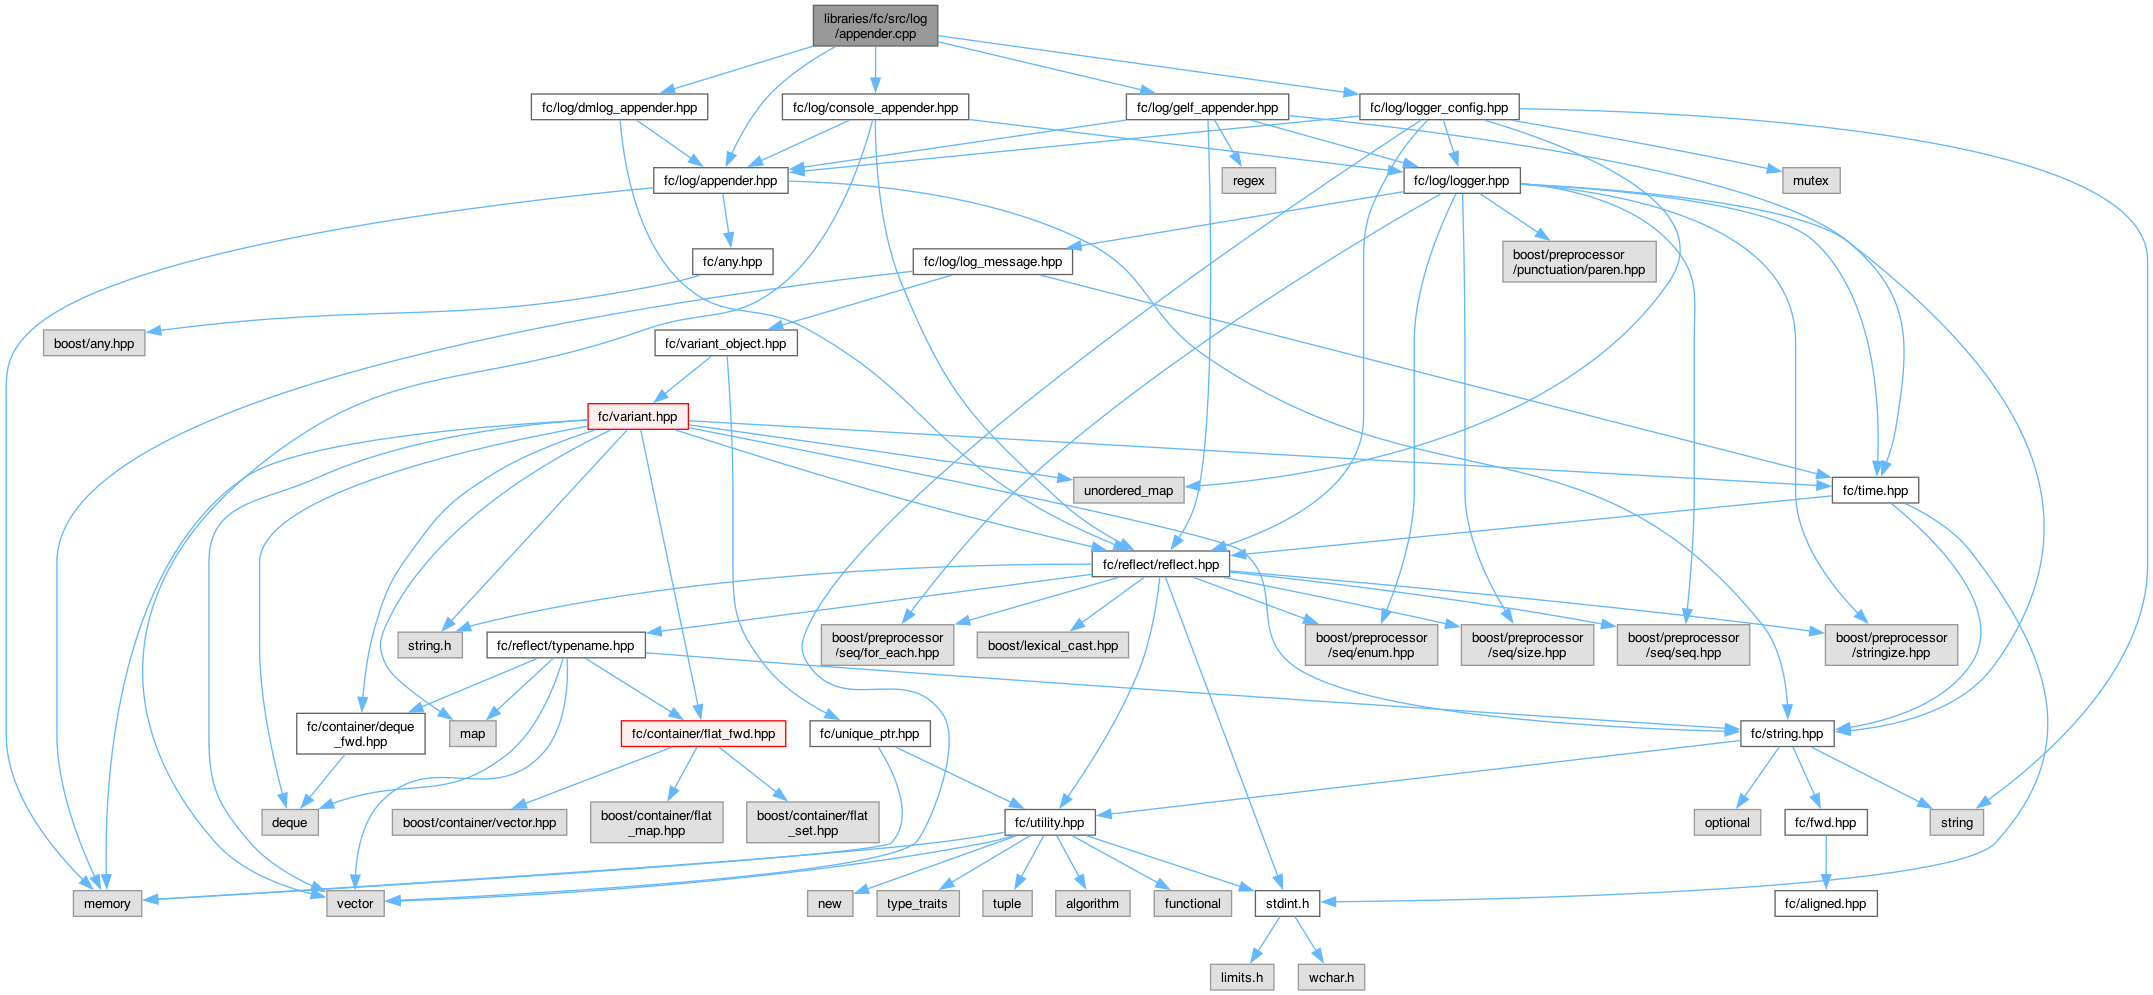 libraries/fc/src/log
/appender.cpp
fc/log/dmlog_appender.hpp
fc/log/console_appender.hpp
fc/log/gelf_appender.hpp
fc/log/logger_config.hpp
fc/log/appender.hpp
regex
fc/log/logger.hpp
mutex
fc/any.hpp
fc/log/log_message.hpp
boost/preprocessor
/punctuation/paren.hpp
boost/any.hpp
fc/variant_object.hpp
fc/variant.hpp
unordered_map
fc/time.hpp
fc/reflect/reflect.hpp
string.h
fc/reflect/typename.hpp
boost/preprocessor
/seq/for_each.hpp
boost/lexical_cast.hpp
boost/preprocessor
/seq/enum.hpp
boost/preprocessor
/seq/size.hpp
boost/preprocessor
/seq/seq.hpp
boost/preprocessor
/stringize.hpp
fc/container/deque
_fwd.hpp
map
fc/container/flat_fwd.hpp
fc/unique_ptr.hpp
fc/string.hpp
deque
boost/container/vector.hpp
boost/container/flat
_map.hpp
boost/container/flat
_set.hpp
fc/utility.hpp
optional
fc/fwd.hpp
string
memory
vector
new
type_traits
tuple
algorithm
functional
stdint.h
fc/aligned.hpp
limits.h
wchar.h